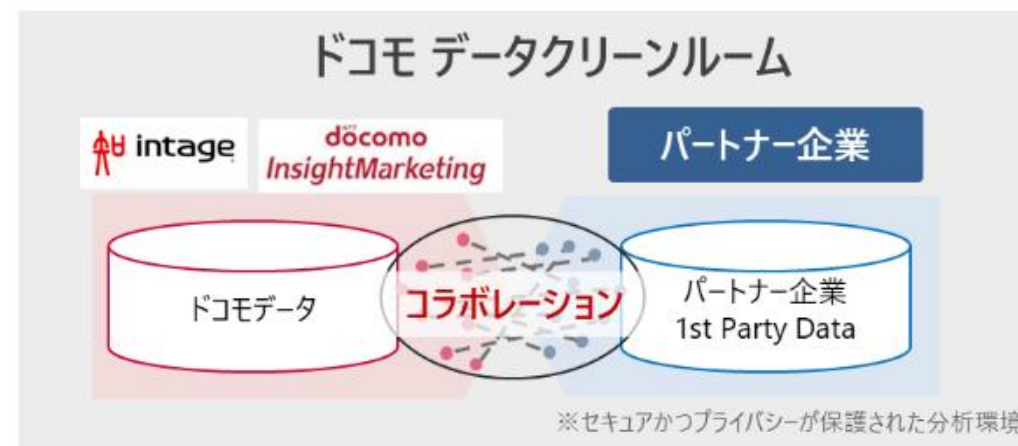 ドコモ データクリーンルーム
intage
döcomo
InsightMarketing
パートナー企業
ドコモデータ
コラボレーション
パートナー企業
1st Party Data
※セキュアかつプライバシーが保護された分析環境